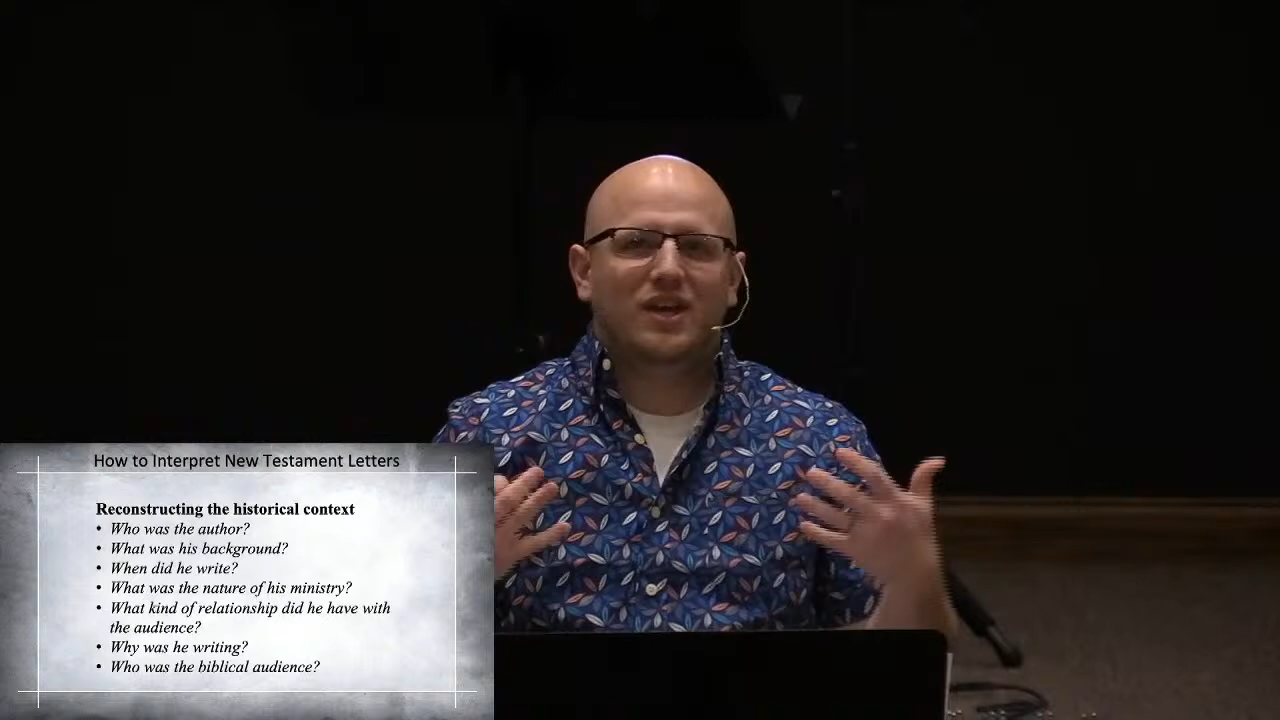 How to Interpret New Testament Letters
Reconstructing the historical context
• Who was the author?
• What was his background?
• When did he write?
• What was the nature of his ministry?
• What kind of relationship did he have with
the audience?
• Why was he writing?
• Who was the biblical audience?